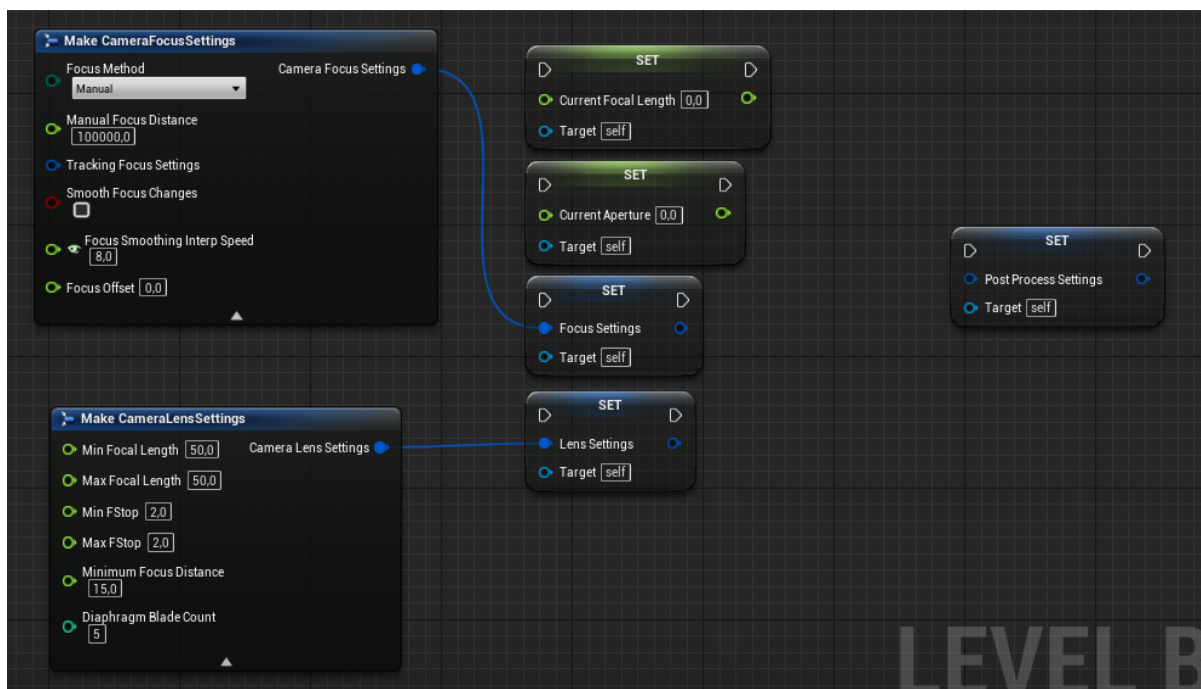 Make CameraFocusSettings
Focus Method
Camera Focus Settings
Manual
Manual Focus Distance
100000,0
Tracking Focus Settings
Smooth Focus Changes
Focus Smoothing Interp Speed
8,0
Focus Offset 0,0
Make CameraLensSettings
Min Focal Length 50,0
Camera Lens Settings
Max Focal Length 50,0
Min FStop 2,0
Max FStop 2,0
Minimum Focus Distance
15,0
Diaphragm Blade Count
5
SET
Current Focal Length 0,0
Target self
SET
Current Aperture 0,0
Target self
SET
Focus Settings
Target self
SET
Lens Settings
Target self
SET
Post Process Settings
Target self
LEVEL B